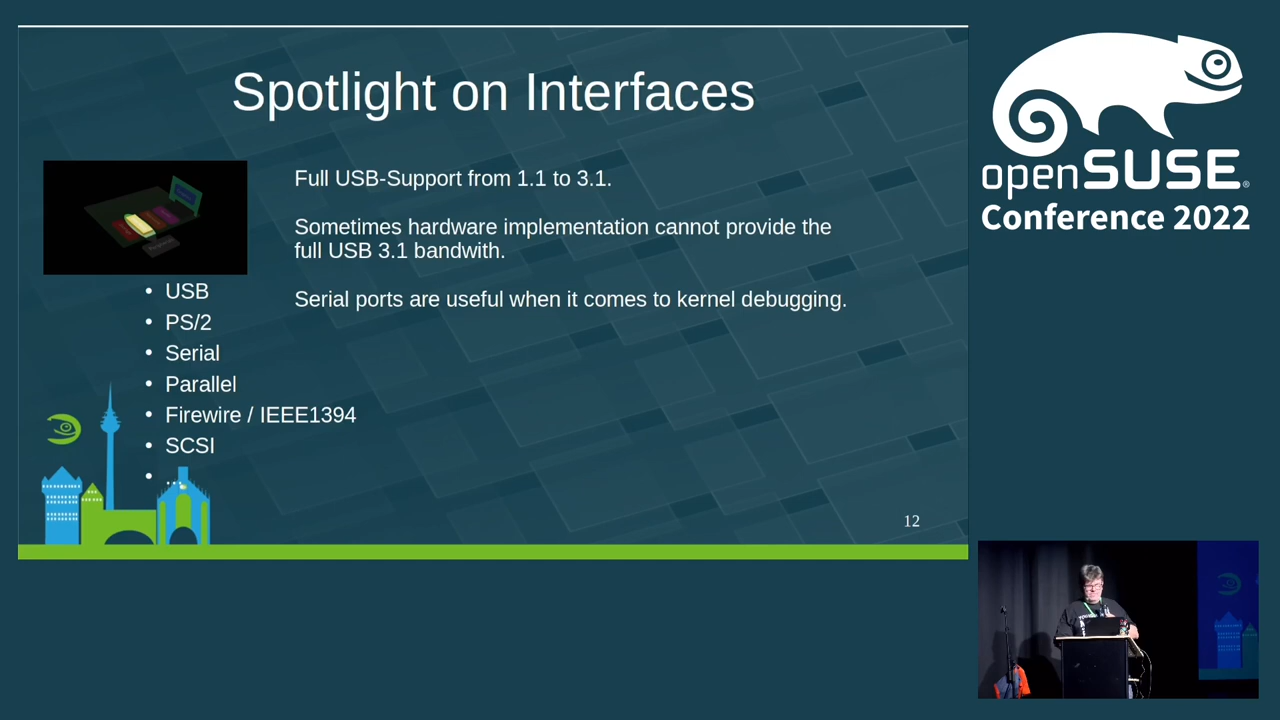 Spotlight on Interfaces
Full USB-Support from 1.1 to 3.1.
Sometimes hardware implementation cannot provide the
full USB 3.1 bandwith.
Serial ports are useful when it comes to kernel debugging.
• USB
• PS/2
• Serial
• Parallel
• Firewire / IEEE1394
• SCSI
• ...
12
openSUSE®
Conference 2022